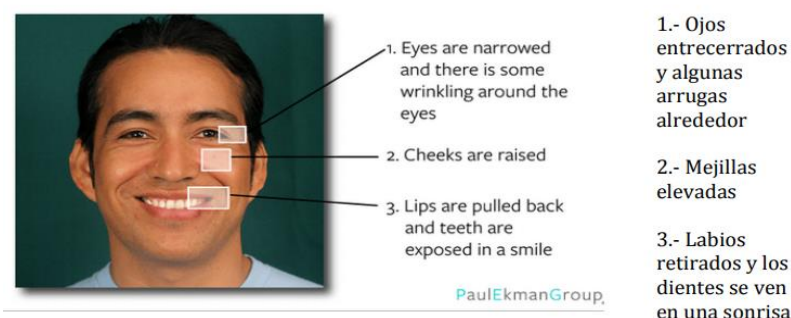 1. Eyes are narrowed
and there is some
wrinkling around the
eyes
2. Cheeks are raised
3. Lips are pulled back
and teeth are
exposed in a smile
PaulEkmanGroup
1.- Ojos
entrecerrados
y algunas
arrugas
alrededor
2.- Mejillas
elevadas
3.- Labios
retirados y los
dientes se ven
en una sonrisa